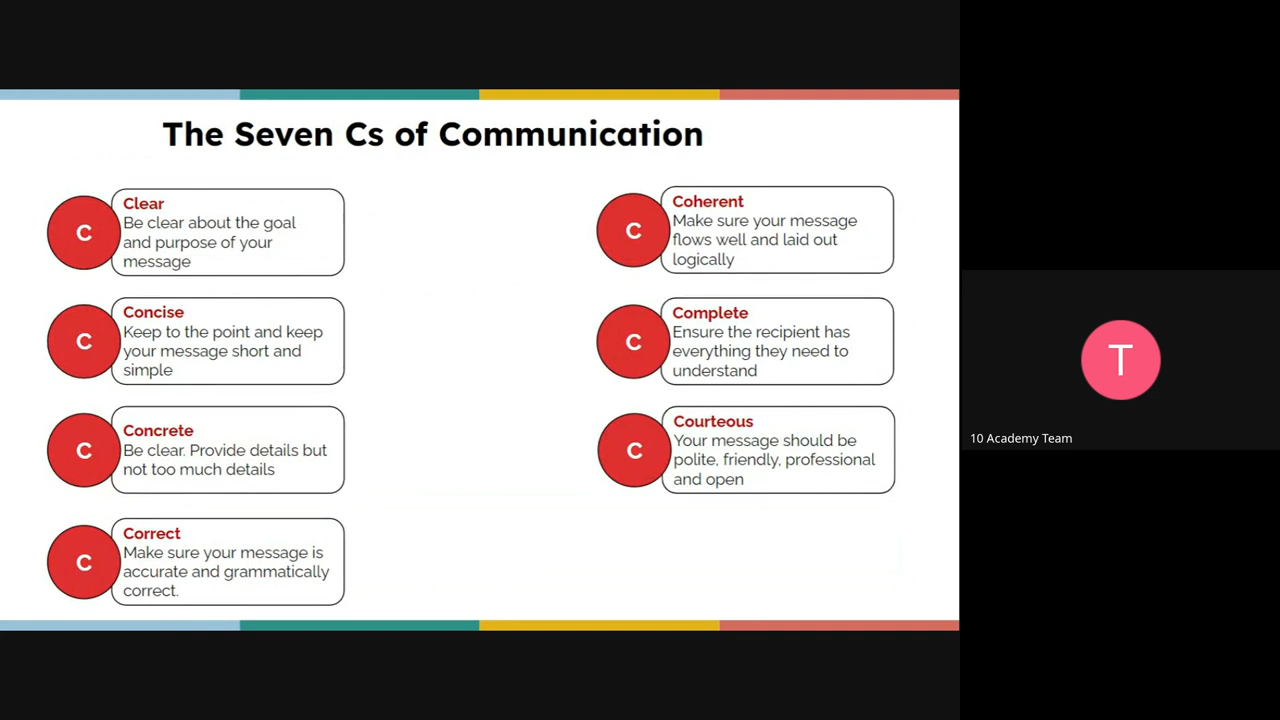 The Seven Cs of Communication
C
Clear
Be clear about the goal
and purpose of your
message
C
Concise
Keep to the point and keep
your message short and
simple
C
Concrete
Be clear. Provide details but
not too much details
C
Correct
Make sure your message is
accurate and grammatically
correct.
C
Coherent
Make sure your message
flows well and laid out
logically
C
Complete
Ensure the recipient has
everything they need to
understand
C
Courteous
Your message should be
polite, friendly, professional
and open
T
10 Academy Team